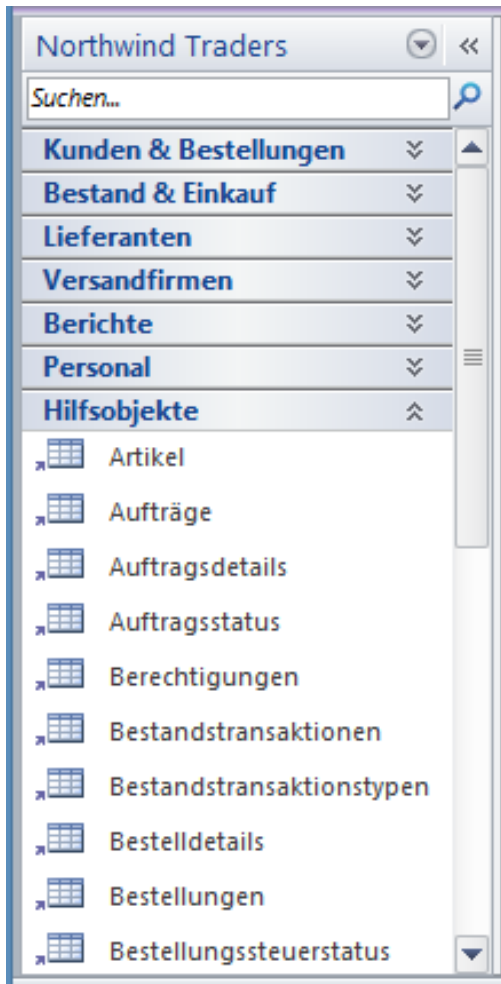 Northwind Traders
Suchen...
Kunden & Bestellungen
Bestand & Einkauf
Lieferanten
Versandfirmen
Berichte
Personal
Hilfsobjekte
Artikel
Aufträge
Auftragsdetails
Auftragsstatus
Berechtigungen
Bestandstransaktionen
Bestandstransaktionstypen
Bestelldetails
Bestellungen
Bestellungssteuerstatus